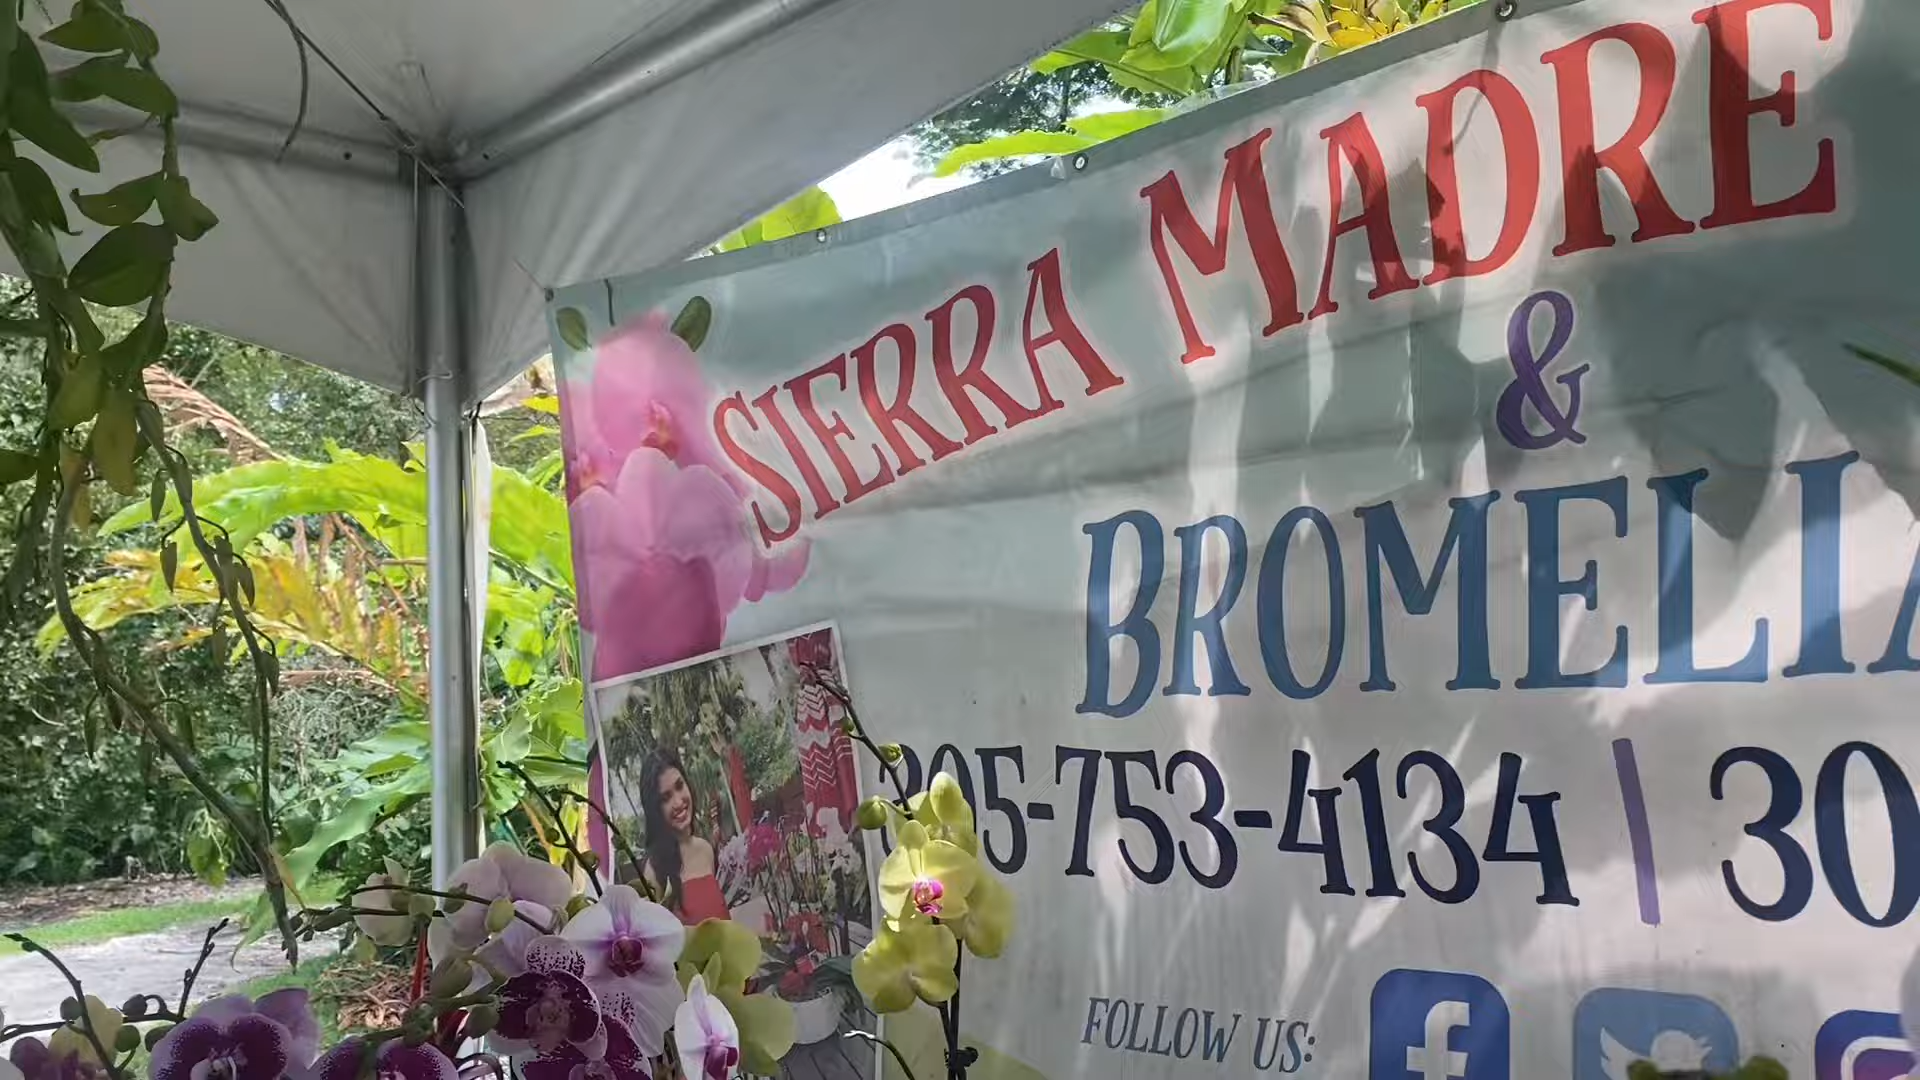 SIERRA MADRE
&
BROMELIA
305-753-4134 | 30
FOLLOW US: